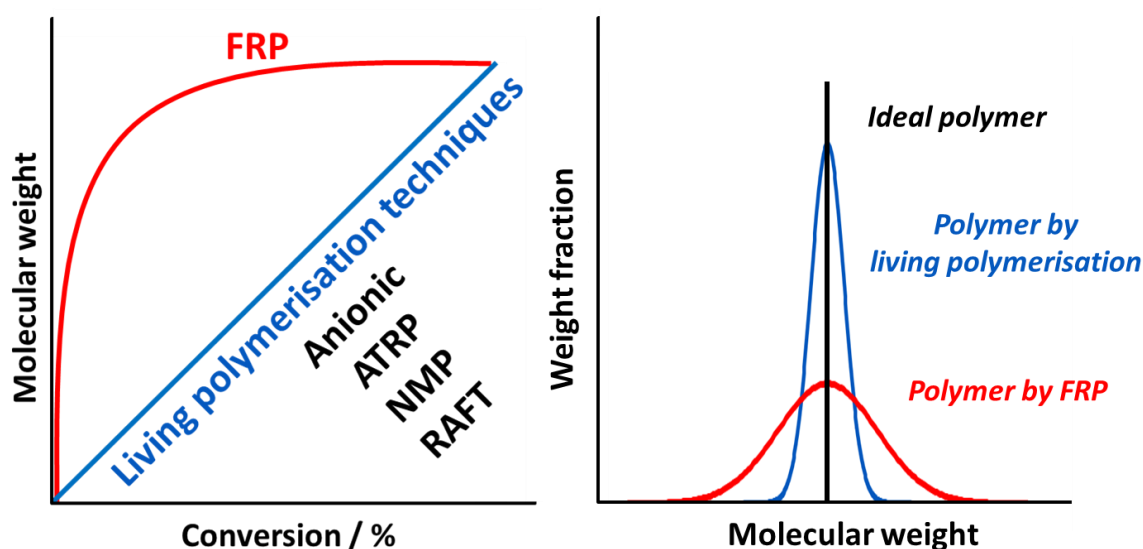 FRP
Molecular weight
Living polymerisation techniques
Anionic
ATRP
NMP
RAFT
Conversion / %
Weight fraction
Ideal polymer
Polymer by
living polymerisation
Polymer by FRP
Molecular weight